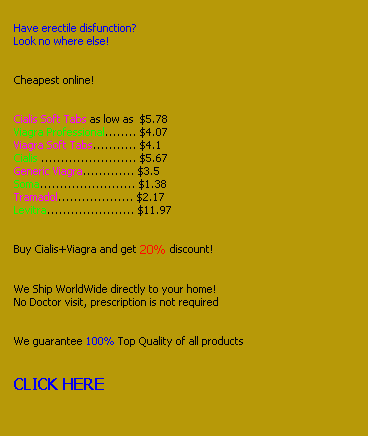 Have erectile disfunction?
Look no where else!
Cheapest online!
Cialis Soft Tabs as low as $5.78
Viagra ........ $4.07
Viagra Soft Tabs........... $4.1
........................ $5.67
Generic Viagra............. $3.5
Soma........................ $1.38
Tramadol................... $2.17
...................... $11.97
Buy Cialis+Viagra and get 20% discount!
We Ship WorldWide directly to your home!
No Doctor visit, prescription is not required
We guarantee 100% Top Quality of all products
CLICK HERE